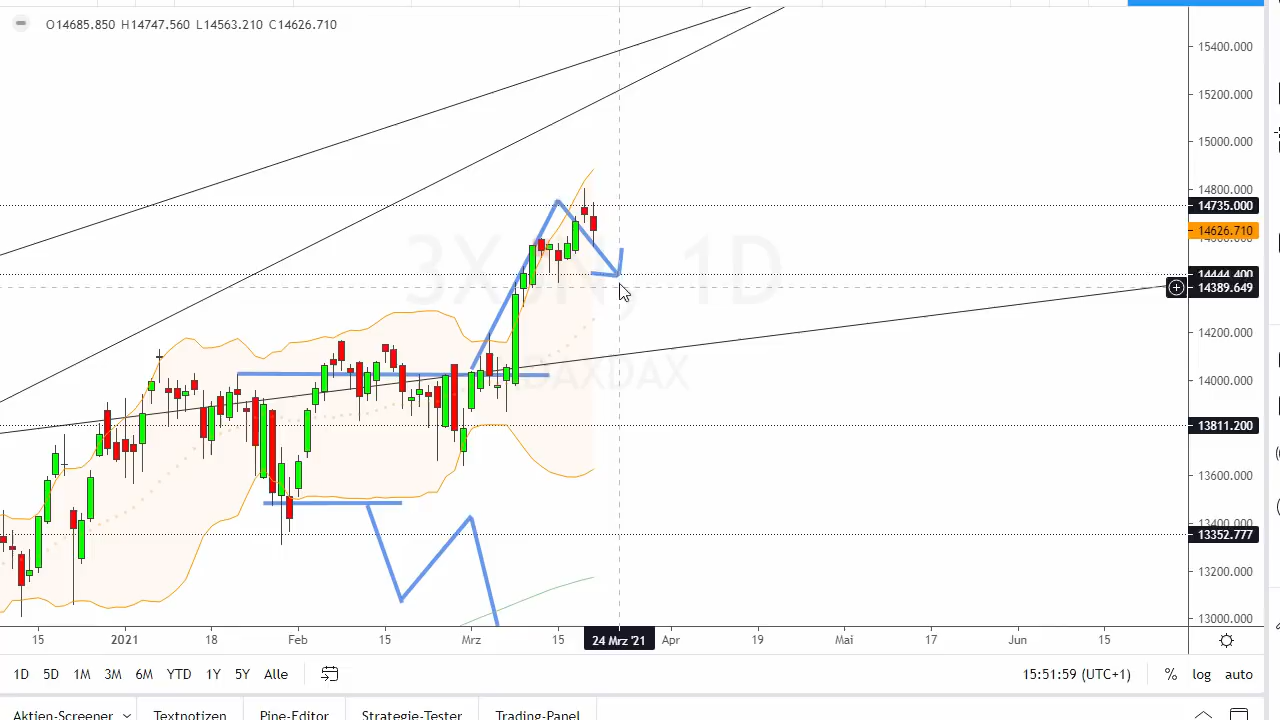 O14685.850 H14747.560 L14563.210 C14626.710
15400.000
15200.000
15000.000
14800.000
14735.000
14626.710
14444.400
14389.649
14200.000
14000.000
13811.200
13600.000
13400.000
13352.777
13200.000
13000.000
1D
DAXDAX
15 2021 18 Feb 15 Mrz 15 24 Mrz '21 Apr 19 Mai 17 Jun 15
1D 5D 1M 3M 6M YTD 1Y 5Y Alle 15:51:59 (UTC+1) % log auto
Aktien-Screener Textnotizen Pine-Editor Strategie-Tester Trading-Panel